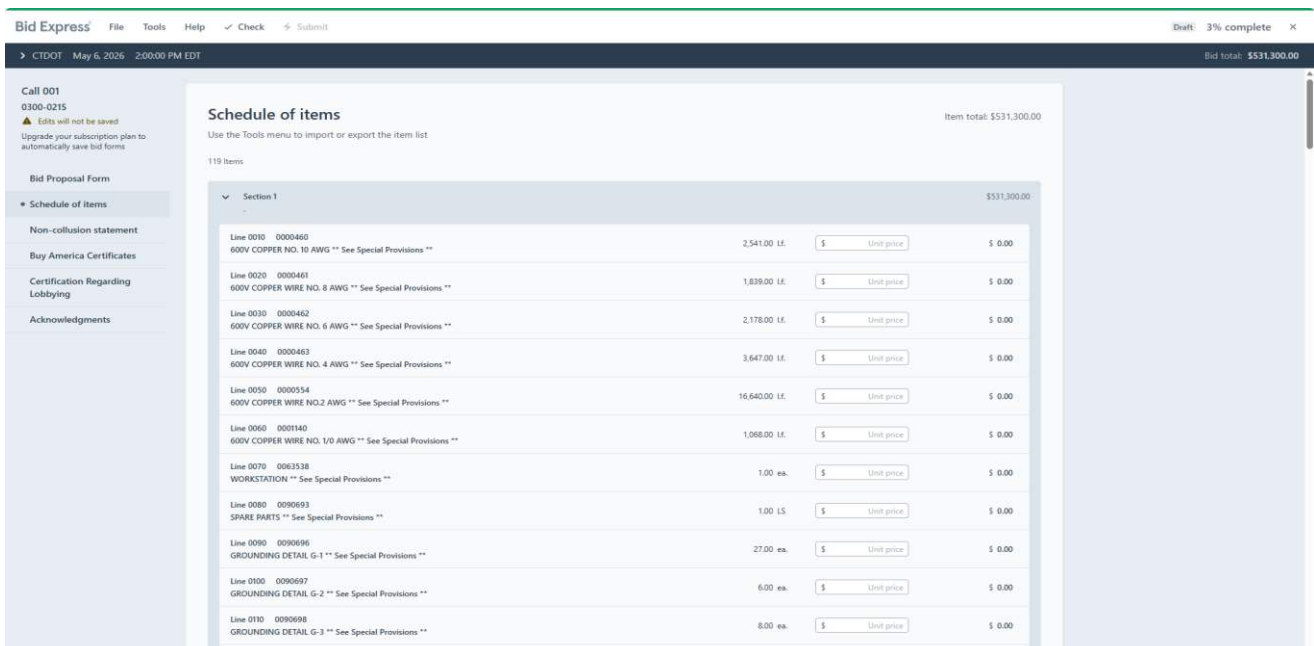 Bid Express File Tools Help ✓ Check Submit Draft 3% complete ×
> CTDOT May 6, 2026 2:00:00 PM EDT Bid total: $531,300.00
Call 001
0300-0215
Edits will not be saved
Upgrade your subscription plan to
automatically save bid forms
Bid Proposal Form
• Schedule of items
Non-collusion statement
Buy America Certificates
Certification Regarding
Lobbying
Acknowledgments
Schedule of items Item total: $531,300.00
Use the Tools menu to import or export the item list
119 Items
Section 1 $531,300.00
-
Line 0010 0000460
600V COPPER NO. 10 AWG ** See Special Provisions ** 2,541.00 l.f. $ Unit price $ 0.00
Line 0020 0000461
600V COPPER WIRE NO. 8 AWG ** See Special Provisions ** 1,839.00 l.f. $ Unit price $ 0.00
Line 0030 0000462
600V COPPER WIRE NO. 6 AWG ** See Special Provisions ** 2,178.00 l.f. $ Unit price $ 0.00
Line 0040 0000463
600V COPPER WIRE NO. 4 AWG ** See Special Provisions ** 3,647.00 l.f. $ Unit price $ 0.00
Line 0050 0000554
600V COPPER WIRE NO.2 AWG ** See Special Provisions ** 16,640.00 l.f. $ Unit price $ 0.00
Line 0060 0001140
600V COPPER WIRE NO. 1/0 AWG ** See Special Provisions ** 1,068.00 l.f. $ Unit price $ 0.00
Line 0070 0063538
WORKSTATION ** See Special Provisions ** 1.00 ea. $ Unit price $ 0.00
Line 0080 0090693
SPARE PARTS ** See Special Provisions ** 1.00 LS $ Unit price $ 0.00
Line 0090 0090696
GROUNDING DETAIL G-1 ** See Special Provisions ** 27.00 ea. $ Unit price $ 0.00
Line 0100 0090697
GROUNDING DETAIL G-2 ** See Special Provisions ** 6.00 ea. $ Unit price $ 0.00
Line 0110 0090698
GROUNDING DETAIL G-3 ** See Special Provisions ** 8.00 ea. $ Unit price $ 0.00